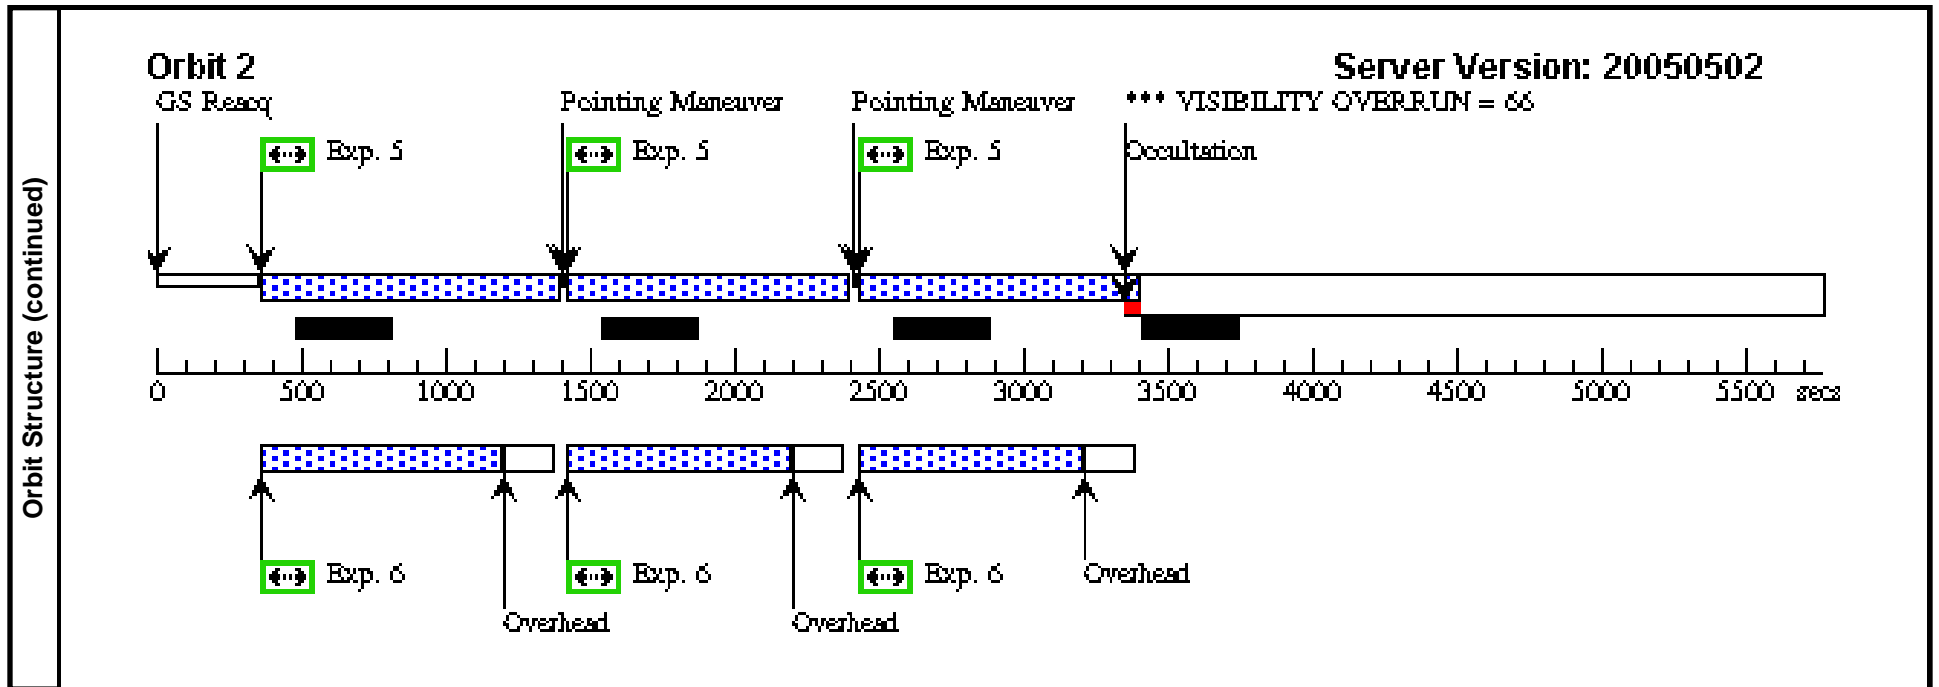 Orbit Structure (continued)
Orbit 2
Server Version: 20050502
GS Reacq
Pointing Maneuver
Pointing Maneuver
*** VISIBILITY OVERRUN = 66
Exp. 5
Exp. 5
Exp. 5
Occultation
0 500 1000 1500 2000 2500 3000 3500 4000 4500 5000 5500 secs
Exp. 6
Exp. 6
Exp. 6
Overhead
Overhead
Overhead